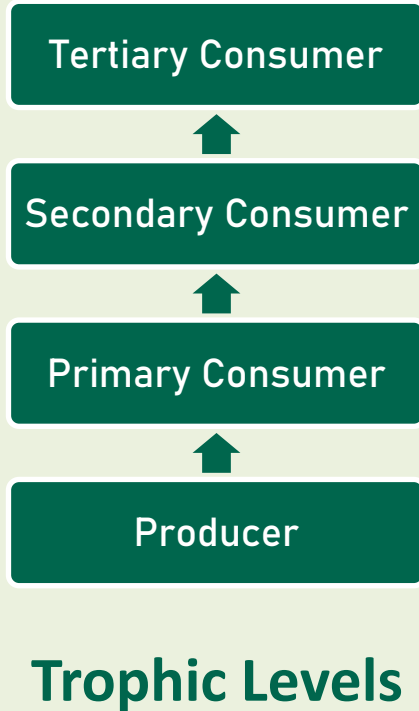 Tertiary Consumer
Secondary Consumer
Primary Consumer
Producer
Trophic Levels